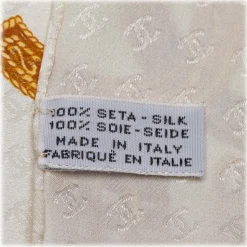 100% SETA - SILK
100% SOIE - SEIDE
MADE IN ITALY
FABRIQUÉ EN ITALIE